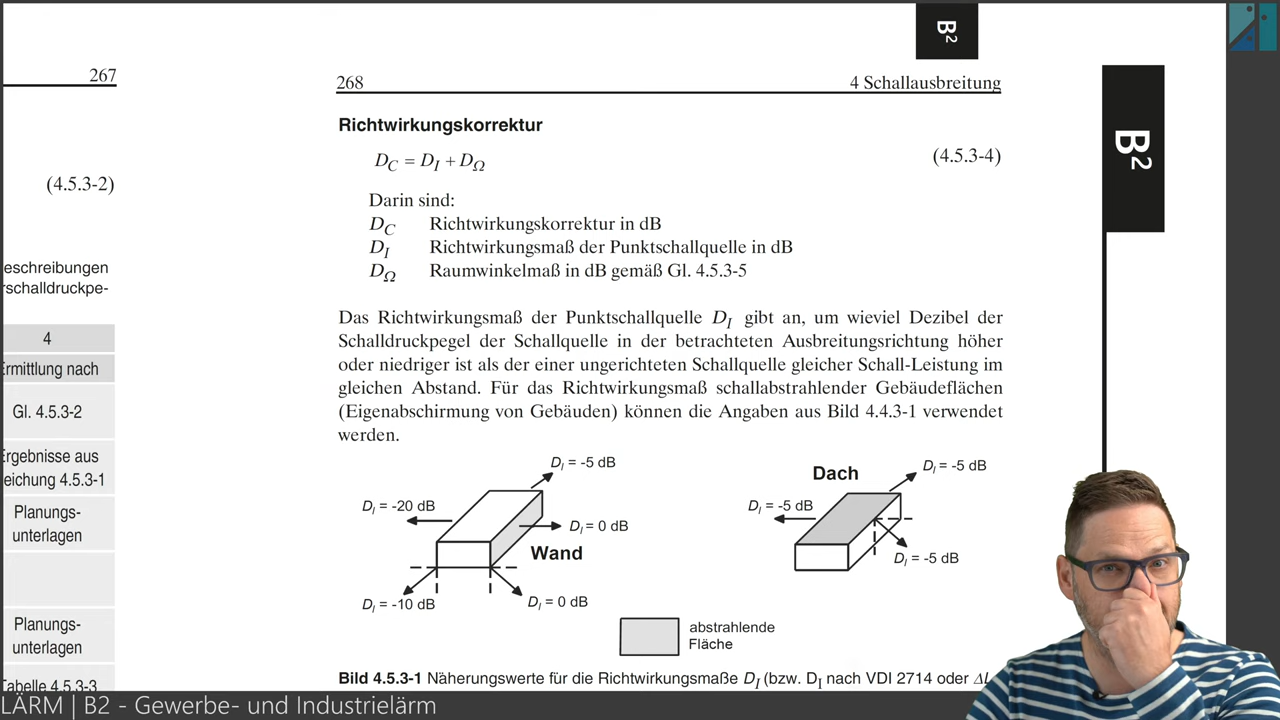 B2
B2
267
(4.5.3-2)
eschreibungen
rschalldruckpe-
4
Ermittlung nach
Gl. 4.5.3-2
Ergebnisse aus
eichung 4.5.3-1
Planungs-
unterlagen
Planungs-
unterlagen
Tabelle 4.5.3-3
268 4 Schallausbreitung
Richtwirkungskorrektur
D_C = D_I + D_Ω (4.5.3-4)
Darin sind:
D_C Richtwirkungskorrektur in dB
D_I Richtwirkungsmaß der Punktschallquelle in dB
D_Ω Raumwinkelmaß in dB gemäß Gl. 4.5.3-5
Das Richtwirkungsmaß der Punktschallquelle D_I gibt an, um wieviel Dezibel der
Schalldruckpegel der Schallquelle in der betrachteten Ausbreitungsrichtung höher
oder niedriger ist als der einer ungerichteten Schallquelle gleicher Schall-Leistung im
gleichen Abstand. Für das Richtwirkungsmaß schallabstrahlender Gebäudeflächen
(Eigenabschirmung von Gebäuden) können die Angaben aus Bild 4.4.3-1 verwendet
werden.
D_I = -5 dB
D_I = -20 dB
D_I = 0 dB
Wand
D_I = -10 dB
D_I = 0 dB
Dach
D_I = -5 dB
D_I = -5 dB
D_I = -5 dB
abstrahlende
Fläche
Bild 4.5.3-1 Näherungswerte für die Richtwirkungsmaße D_I (bzw. D_I nach VDI 2714 oder ΔL
LÄRM | B2 - Gewerbe- und Industrielärm